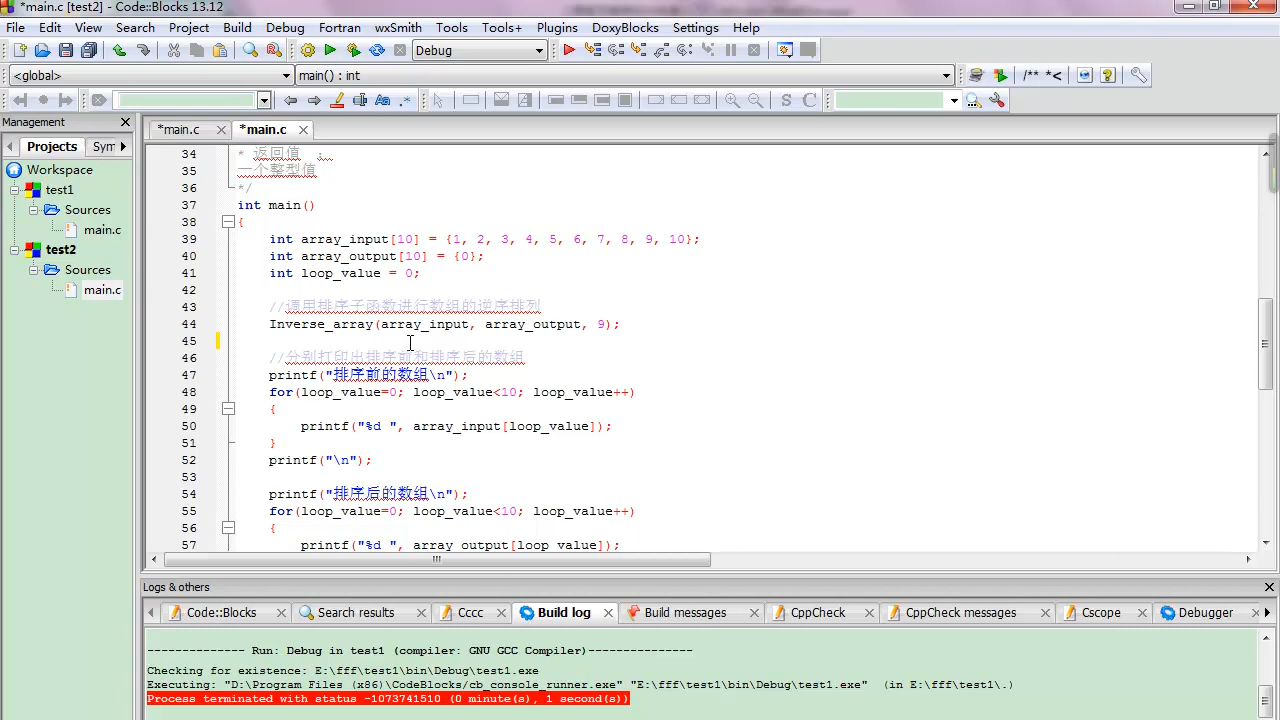 *main.c [test2] - Code::Blocks 13.12
File Edit View Search Project Build Debug Fortran wxSmith Tools Tools+ Plugins DoxyBlocks Settings Help
Debug
<global> main() : int /** *<
Management
Projects Sym
Workspace
test1
Sources
main.c
test2
Sources
main.c
*main.c *main.c
34 * 返回值 :
35 一个整型值
36 */
37 int main()
38 {
39 int array_input[10] = {1, 2, 3, 4, 5, 6, 7, 8, 9, 10};
40 int array_output[10] = {0};
41 int loop_value = 0;
42
43 //调用排序子函数进行数组的逆序排列
44 Inverse_array(array_input, array_output, 9);
45
46 //分别打印出排序前和排序后的数组
47 printf("排序前的数组\n");
48 for(loop_value=0; loop_value<10; loop_value++)
49 {
50 printf("%d ", array_input[loop_value]);
51 }
52 printf("\n");
53
54 printf("排序后的数组\n");
55 for(loop_value=0; loop_value<10; loop_value++)
56 {
57 printf("%d ", array_output[loop_value]);
Logs & others
Code::Blocks Search results Cccc Build log Build messages CppCheck CppCheck messages Cscope Debugger
-------------- Run: Debug in test1 (compiler: GNU GCC Compiler)---------------
Checking for existence: E:\fff\test1\bin\Debug\test1.exe
Executing: "D:\Program Files (x86)\CodeBlocks/cb_console_runner.exe" "E:\fff\test1\bin\Debug\test1.exe" (in E:\fff\test1\.)
Process terminated with status -1073741510 (0 minute(s), 1 second(s))